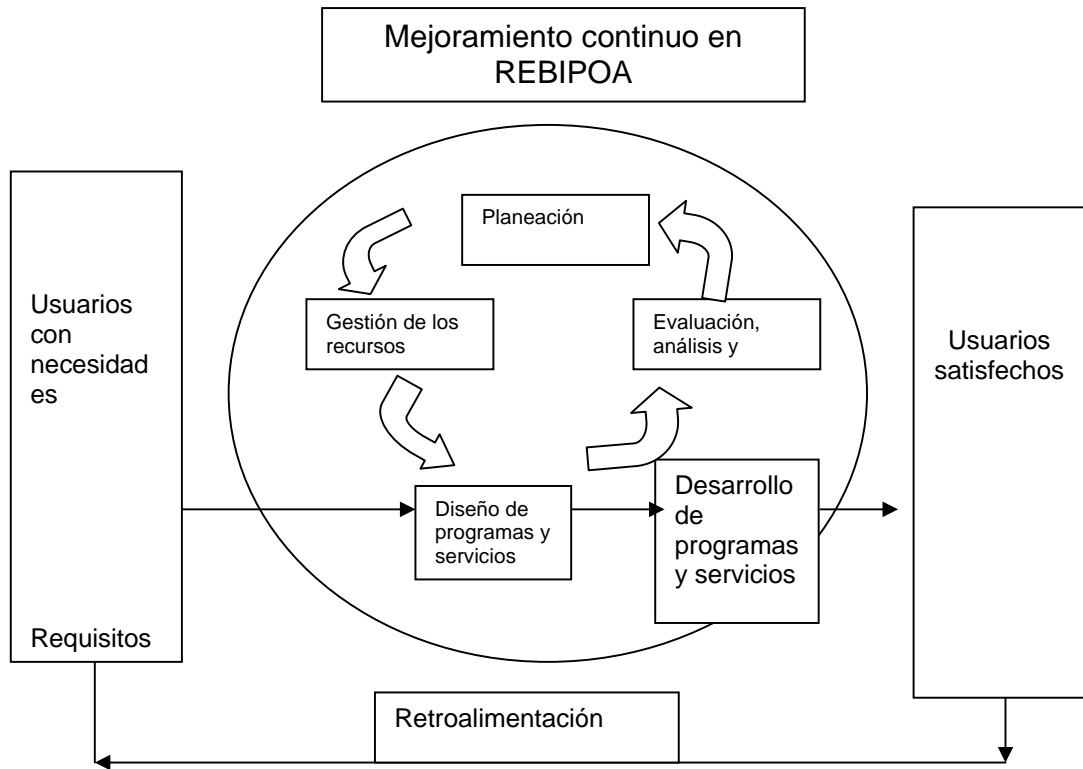 Mejoramiento continuo en
REBIPOA
Planeación
Usuarios
con
necesidad
es
Requisitos
Gestión de los
recursos
Evaluación,
análisis y
Diseño de
programas y
servicios
Desarrollo
de
programas
y servicios
Usuarios
satisfechos
Retroalimentación